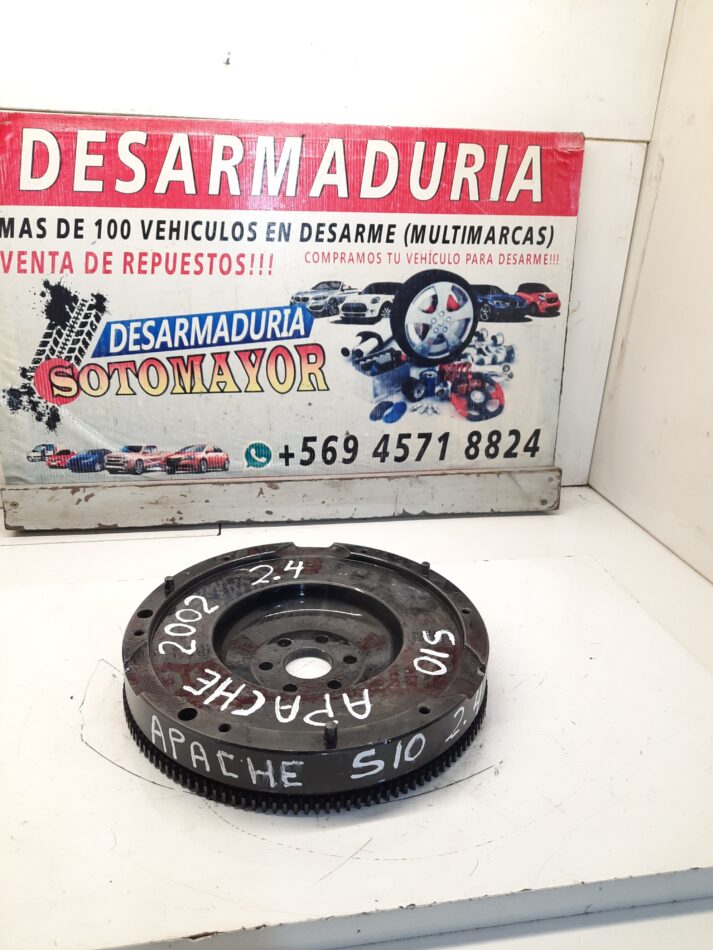 DESARMADURIA
MAS DE 100 VEHICULOS EN DESARME (MULTIMARCAS)
VENTA DE REPUESTOS!!!
COMPRAMOS TU VEHÍCULO PARA DESARME!!!
DESARMADURIA
SOTOMAYOR
+569 4571 8824
2.4
2002
APACHE
S10
APACHE S10 2.4